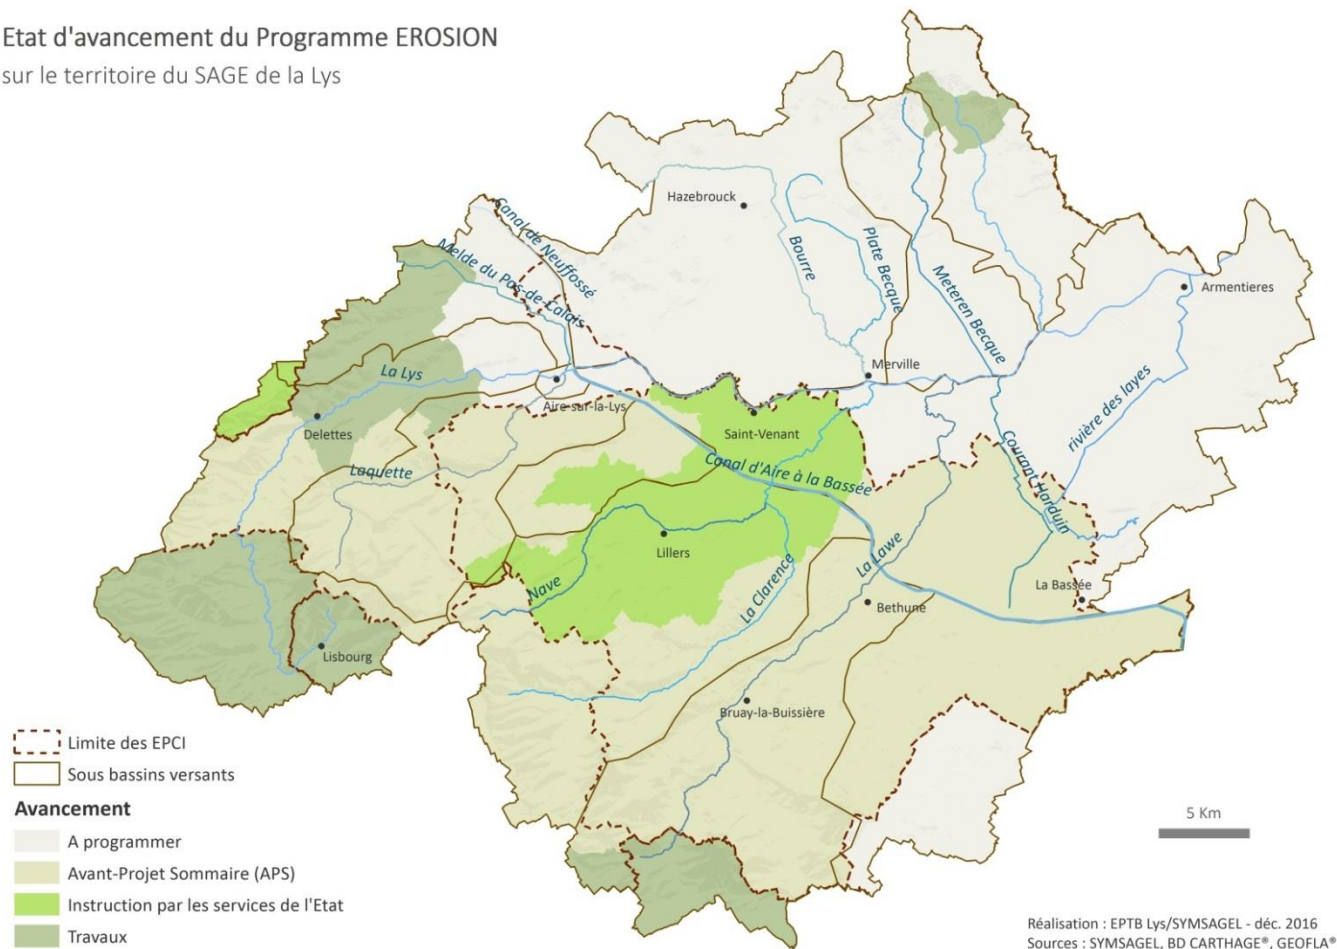 Etat d'avancement du Programme EROSION
sur le territoire du SAGE de la Lys
Hazebrouck
Canal de Neuffossé
Melde du Pas-de-Calais
Bourre
Plate Becque
Meteren Becque
Armentieres
La Lys
Merville
Aire-sur-la-Lys
Delettes
Saint-Venant
rivière des layes
Laquette
Canal d'Aire à la Bassée
Courant Harduin
Lillers
La Lawe
Nave
La Clarence
La Bassée
Bethune
Lisbourg
Bruay-la-Buissière
Limite des EPCI
Sous bassins versants
Avancement
A programmer
Avant-Projet Sommaire (APS)
Instruction par les services de l'Etat
Travaux
5 Km
Réalisation : EPTB Lys/SYMSAGEL - déc. 2016
Sources : SYMSAGEL, BD CARTHAGE®, GEOFLA®